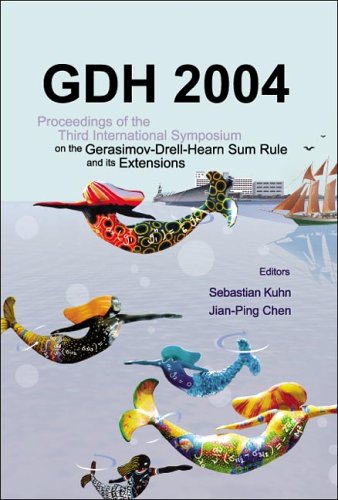 GDH 2004
Proceedings of the
Third International Symposium
on the Gerasimov-Drell-Hearn Sum Rule
and its Extensions
Editors
Sebastian Kuhn
Jian-Ping Chen